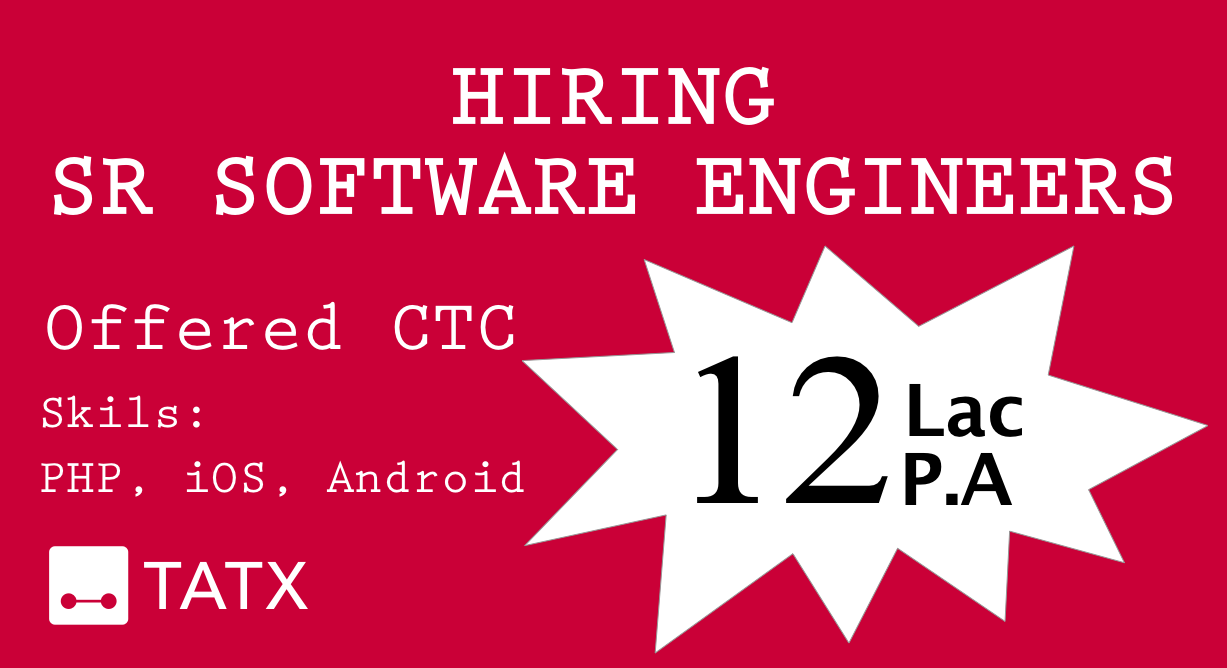 HIRING
SR SOFTWARE ENGINEERS
Offered CTC
12 Lac P.A
Skils:
PHP, iOS, Android
TATX